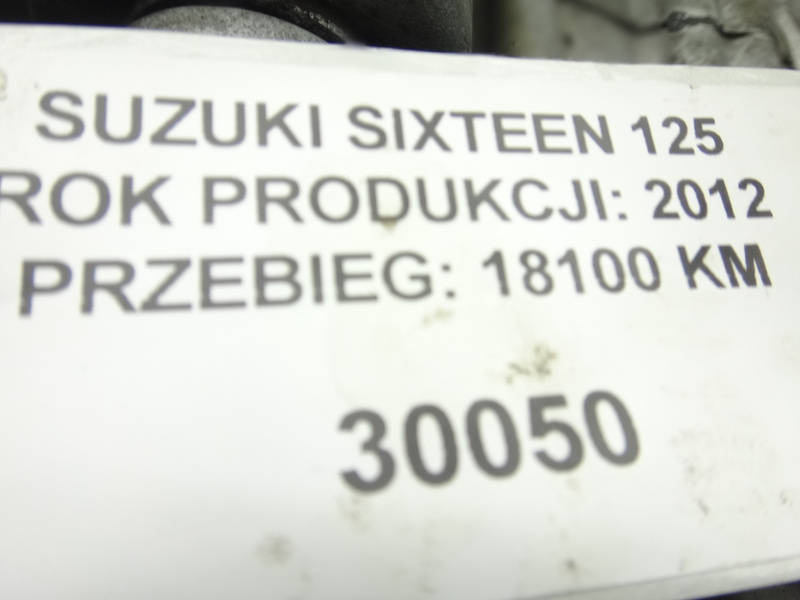 SUZUKI SIXTEEN 125
ROK PRODUKCJI: 2012
PRZEBIEG: 18100 KM
30050